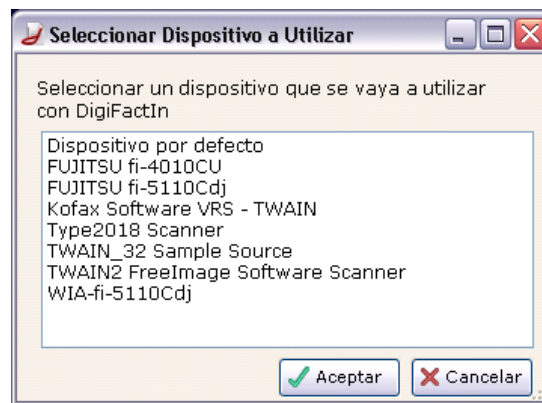 Seleccionar Dispositivo a Utilizar
Seleccionar un dispositivo que se vaya a utilizar
con DigiFactIn
Dispositivo por defecto
FUJITSU fi-4010CU
FUJITSU fi-5110Cdj
Kofax Software VRS - TWAIN
Type2018 Scanner
TWAIN_32 Sample Source
TWAIN2 FreeImage Software Scanner
WIA-fi-5110Cdj
Aceptar
Cancelar